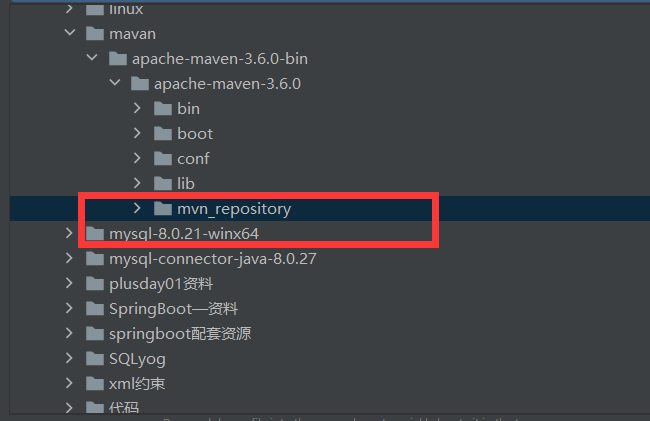 linux
mavan
apache-maven-3.6.0-bin
apache-maven-3.6.0
bin
boot
conf
lib
mvn_repository
mysql-8.0.21-winx64
mysql-connector-java-8.0.27
plusday01资料
SpringBoot—资料
springboot配套资源
SQLyog
xml约束
代码